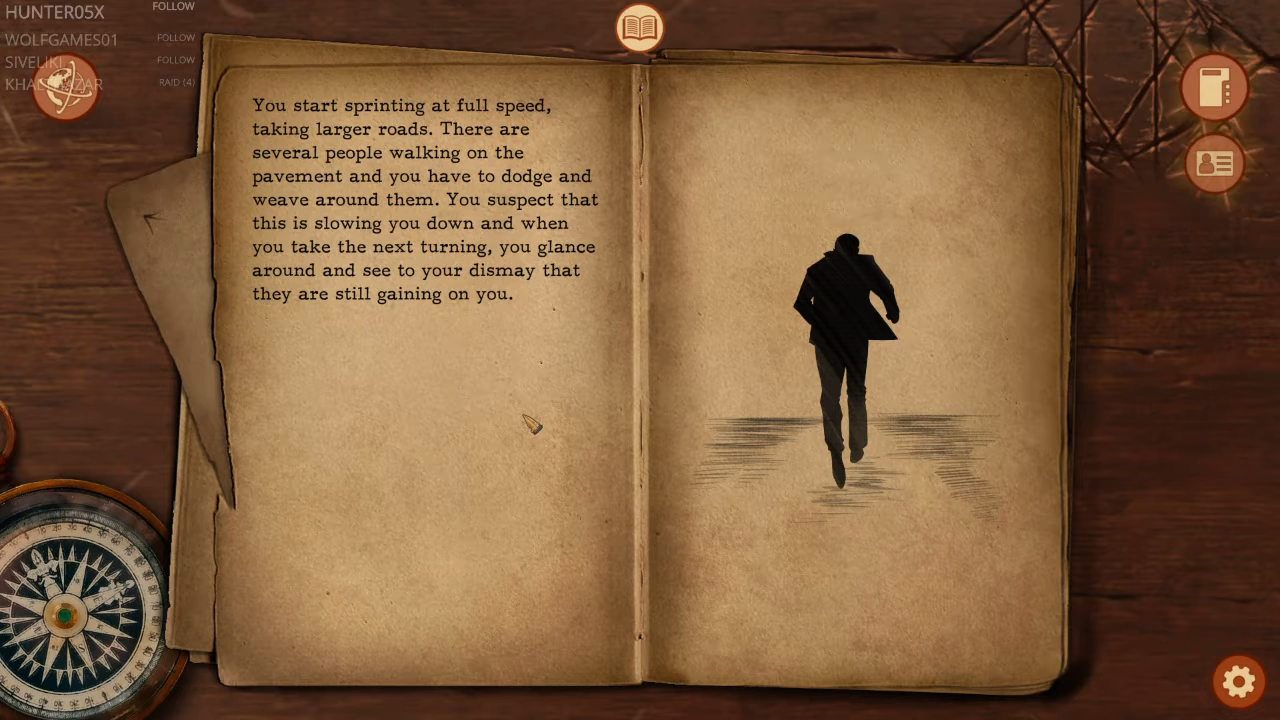 HUNTER05X FOLLOW
WOLFGAMES01 FOLLOW
SIVELIKI FOLLOW
RAID (4)
You start sprinting at full speed,
taking larger roads. There are
several people walking on the
pavement and you have to dodge and
weave around them. You suspect that
this is slowing you down and when
you take the next turning, you glance
around and see to your dismay that
they are still gaining on you.